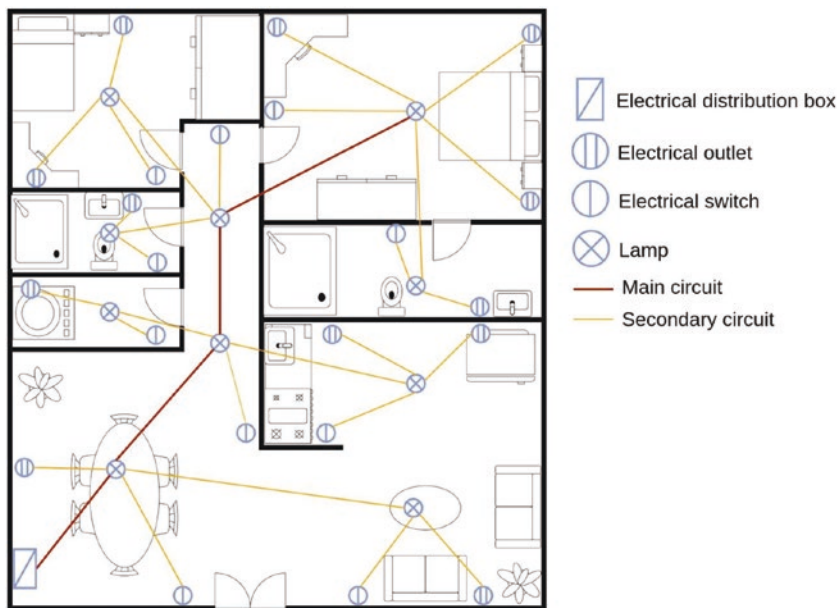 Electrical distribution box
Electrical outlet
Electrical switch
Lamp
Main circuit
Secondary circuit